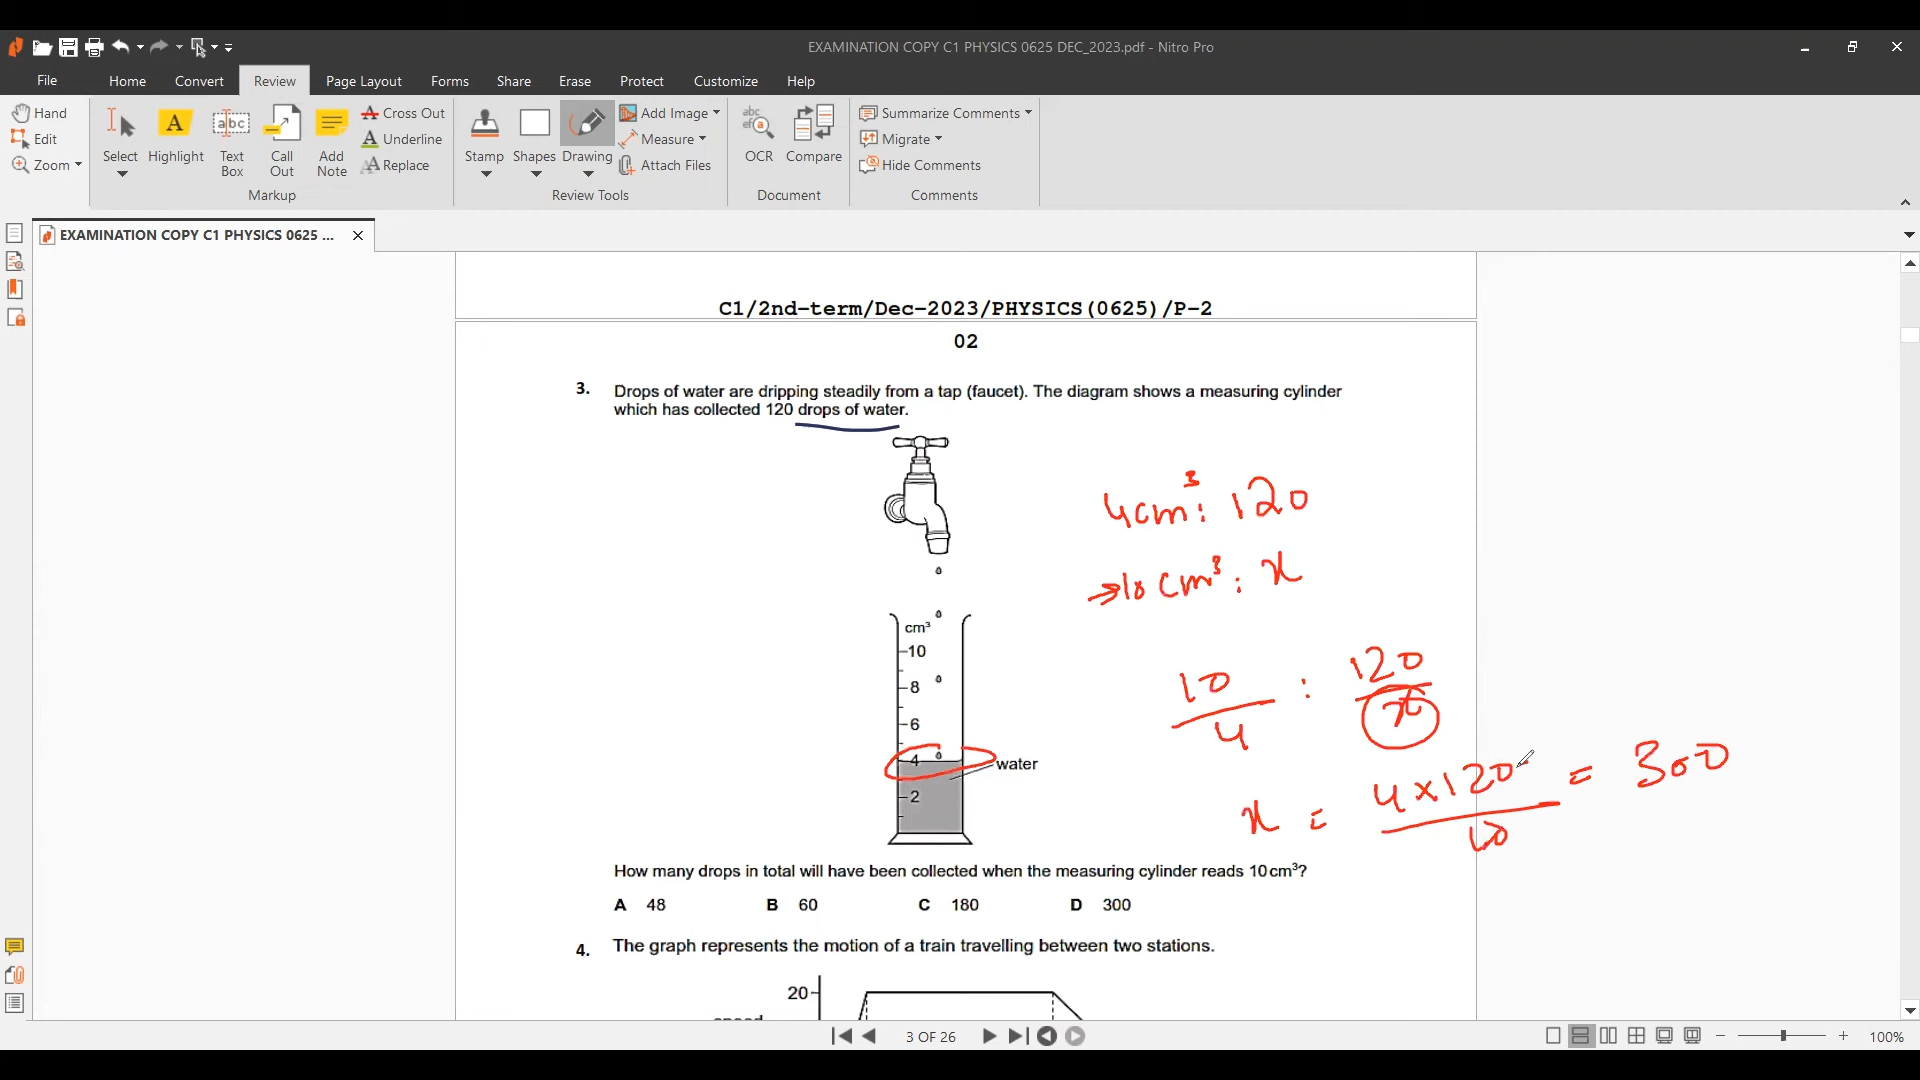 EXAMINATION COPY C1 PHYSICS 0625 DEC_2023.pdf - Nitro Pro
File Home Convert Review Page Layout Forms Share Erase Protect Customize Help
Hand
Edit
Zoom
Select
Highlight
Text Box
Call Out
Add Note
Cross Out
Underline
Replace
Markup
Stamp
Shapes
Drawing
Add Image
Measure
Attach Files
Review Tools
OCR
Compare
Document
Summarize Comments
Migrate
Hide Comments
Comments
EXAMINATION COPY C1 PHYSICS 0625 ...
C1/2nd-term/Dec-2023/PHYSICS(0625)/P-2
02
3. Drops of water are dripping steadily from a tap (faucet). The diagram shows a measuring cylinder
which has collected 120 drops of water.
4cm³ : 120
→10 cm³ : x
cm³
10
8
6
4
2
water
10/4 : 120/x
x = 4×120/10 = 300
How many drops in total will have been collected when the measuring cylinder reads 10 cm³?
A 48 B 60 C 180 D 300
4. The graph represents the motion of a train travelling between two stations.
20
3 OF 26
100%